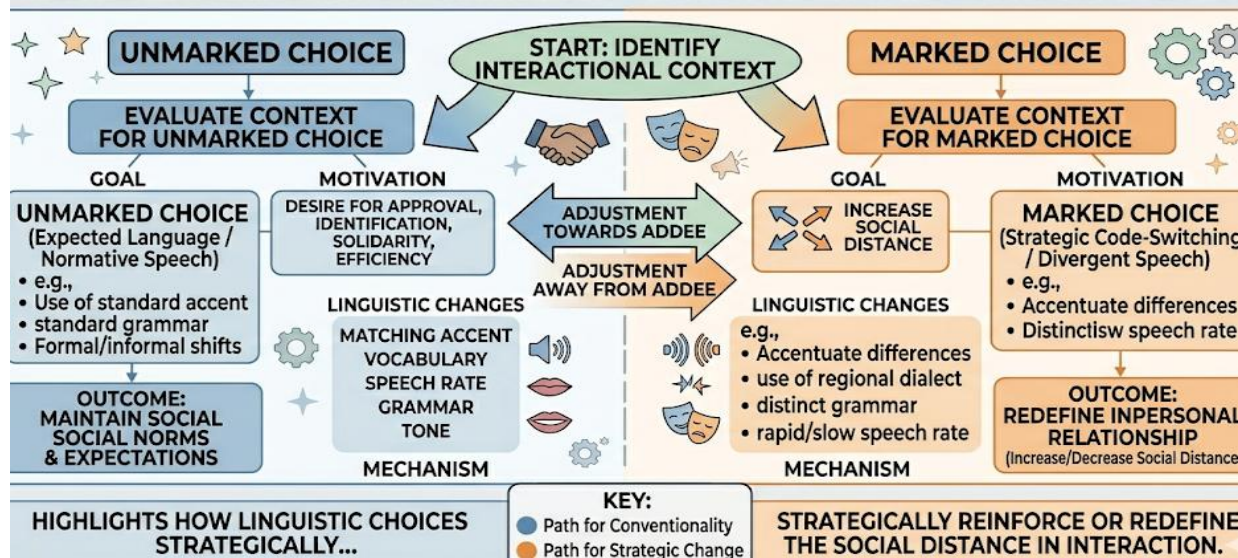 START: IDENTIFY
INTERACTIONAL CONTEXT
UNMARKED CHOICE
EVALUATE CONTEXT
FOR UNMARKED CHOICE
GOAL
UNMARKED CHOICE
(Expected Language /
Normative Speech)
• e.g.,
• Use of standard accent
• standard grammar
• Formal/informal shifts
MOTIVATION
DESIRE FOR APPROVAL,
IDENTIFICATION,
SOLIDARITY,
EFFICIENCY
OUTCOME:
MAINTAIN SOCIAL
SOCIAL NORMS
& EXPECTATIONS
LINGUISTIC CHANGES
MATCHING ACCENT
VOCABULARY
SPEECH RATE
GRAMMAR
TONE
MECHANISM
ADJUSTMENT
TOWARDS ADDEE
ADJUSTMENT
AWAY FROM ADDEE
MARKED CHOICE
EVALUATE CONTEXT
FOR MARKED CHOICE
GOAL
INCREASE
SOCIAL
DISTANCE
MOTIVATION
MARKED CHOICE
(Strategic Code-Switching
/ Divergent Speech)
• e.g.,
• Accentuate differences
• Distinctisw speech rate
LINGUISTIC CHANGES
e.g.,
• Accentuate differences
• use of regional dialect
• distinct grammar
• rapid/slow speech rate
MECHANISM
OUTCOME:
REDEFINE INPERSONAL
RELATIONSHIP
(Increase/Decrease Social Distance
HIGHLIGHTS HOW LINGUISTIC CHOICES
STRATEGICALLY...
KEY:
Path for Conventionality
Path for Strategic Change
STRATEGICALLY REINFORCE OR REDEFINE
THE SOCIAL DISTANCE IN INTERACTION.